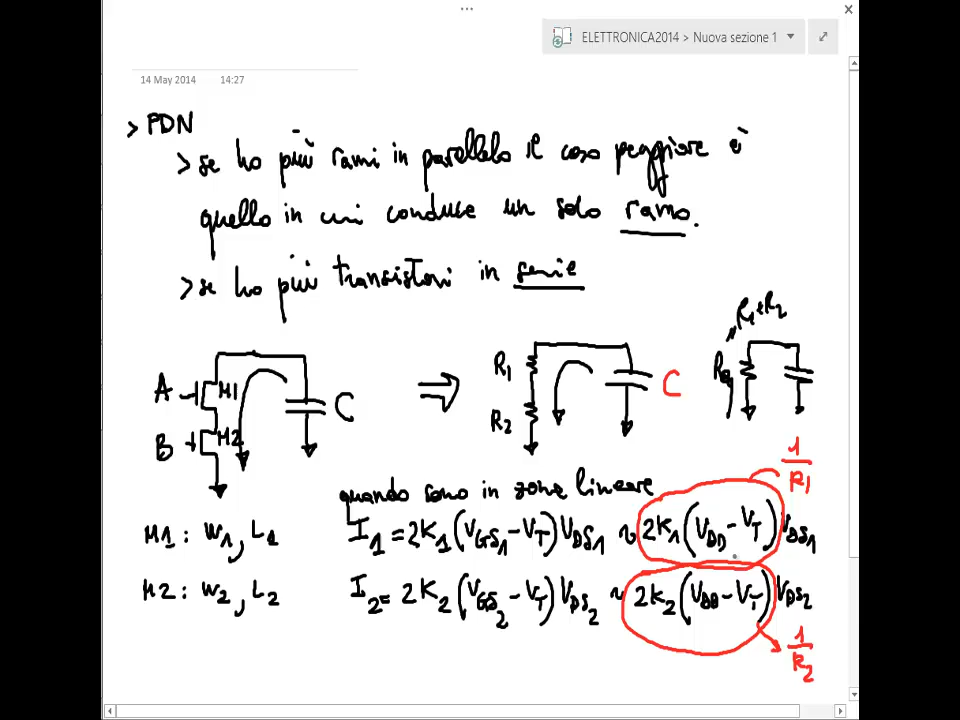 ELETTRONICA2014 > Nuova sezione 1
14 May 2014 14:27
> PDN
> se ho più rami in parallelo il caso peggiore è
quello in cui conduce un solo ramo.
> se ho più transistori in serie
R1+R2
A M1 C
B M2
R1 C
R2
Req
1/R1
quando sono in zona lineare
M1: W1, L1
I1 = 2K1(VGS1 - VT)VDS1 ~ 2K1(VDD - VT)VDS1
M2: W2, L2
I2 = 2K2(VGS2 - VT)VDS2 ~ 2K2(VDD - VT)VDS2
1/R2